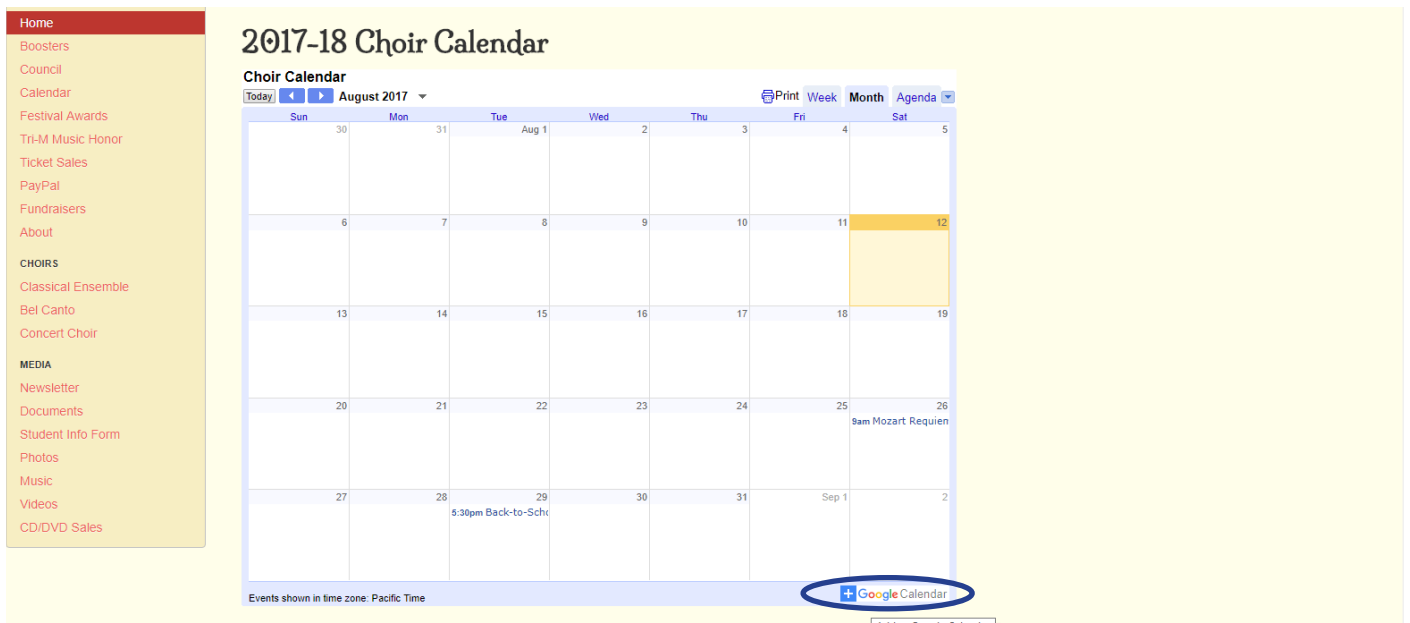 Home
Boosters
Council
Calendar
Festival Awards
Tri-M Music Honor
Ticket Sales
PayPal
Fundraisers
About
CHOIRS
Classical Ensemble
Bel Canto
Concert Choir
MEDIA
Newsletter
Documents
Student Info Form
Photos
Music
Videos
CD/DVD Sales
2017-18 Choir Calendar
Choir Calendar
Today August 2017 Print Week Month Agenda
Sun Mon Tue Wed Thu Fri Sat
30 31 Aug 1 2 3 4 5
6 7 8 9 10 11 12
13 14 15 16 17 18 19
20 21 22 23 24 25 26
9am Mozart Requien
27 28 29 30 31 Sep 1 2
5:30pm Back-to-Scho
Events shown in time zone: Pacific Time
+ Google Calendar